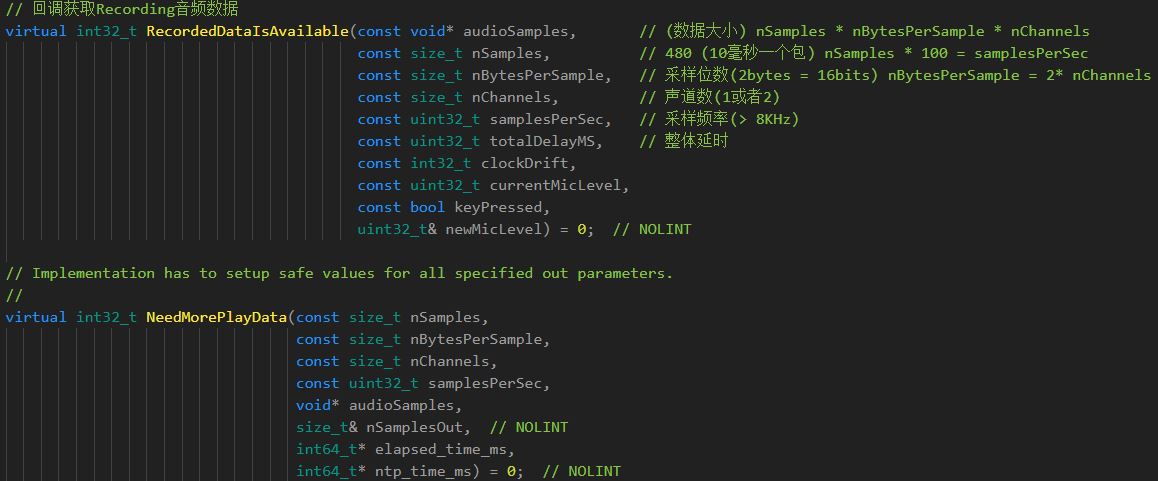 // 回调获取Recording音频数据
virtual int32_t RecordedDataIsAvailable(const void* audioSamples,       // (数据大小) nSamples * nBytesPerSample * nChannels
                                        const size_t nSamples,          // 480 (10毫秒一个包) nSamples * 100 = samplesPerSec
                                        const size_t nBytesPerSample,   // 采样位数(2bytes = 16bits) nBytesPerSample = 2* nChannels
                                        const size_t nChannels,         // 声道数(1或者2)
                                        const uint32_t samplesPerSec,   // 采样频率(> 8KHz)
                                        const uint32_t totalDelayMS,    // 整体延时
                                        const int32_t clockDrift,
                                        const uint32_t currentMicLevel,
                                        const bool keyPressed,
                                        uint32_t& newMicLevel) = 0;  // NOLINT
// Implementation has to setup safe values for all specified out parameters.
//
virtual int32_t NeedMorePlayData(const size_t nSamples,
                                 const size_t nBytesPerSample,
                                 const size_t nChannels,
                                 const uint32_t samplesPerSec,
                                 void* audioSamples,
                                 size_t& nSamplesOut,  // NOLINT
                                 int64_t* elapsed_time_ms,
                                 int64_t* ntp_time_ms) = 0;  // NOLINT